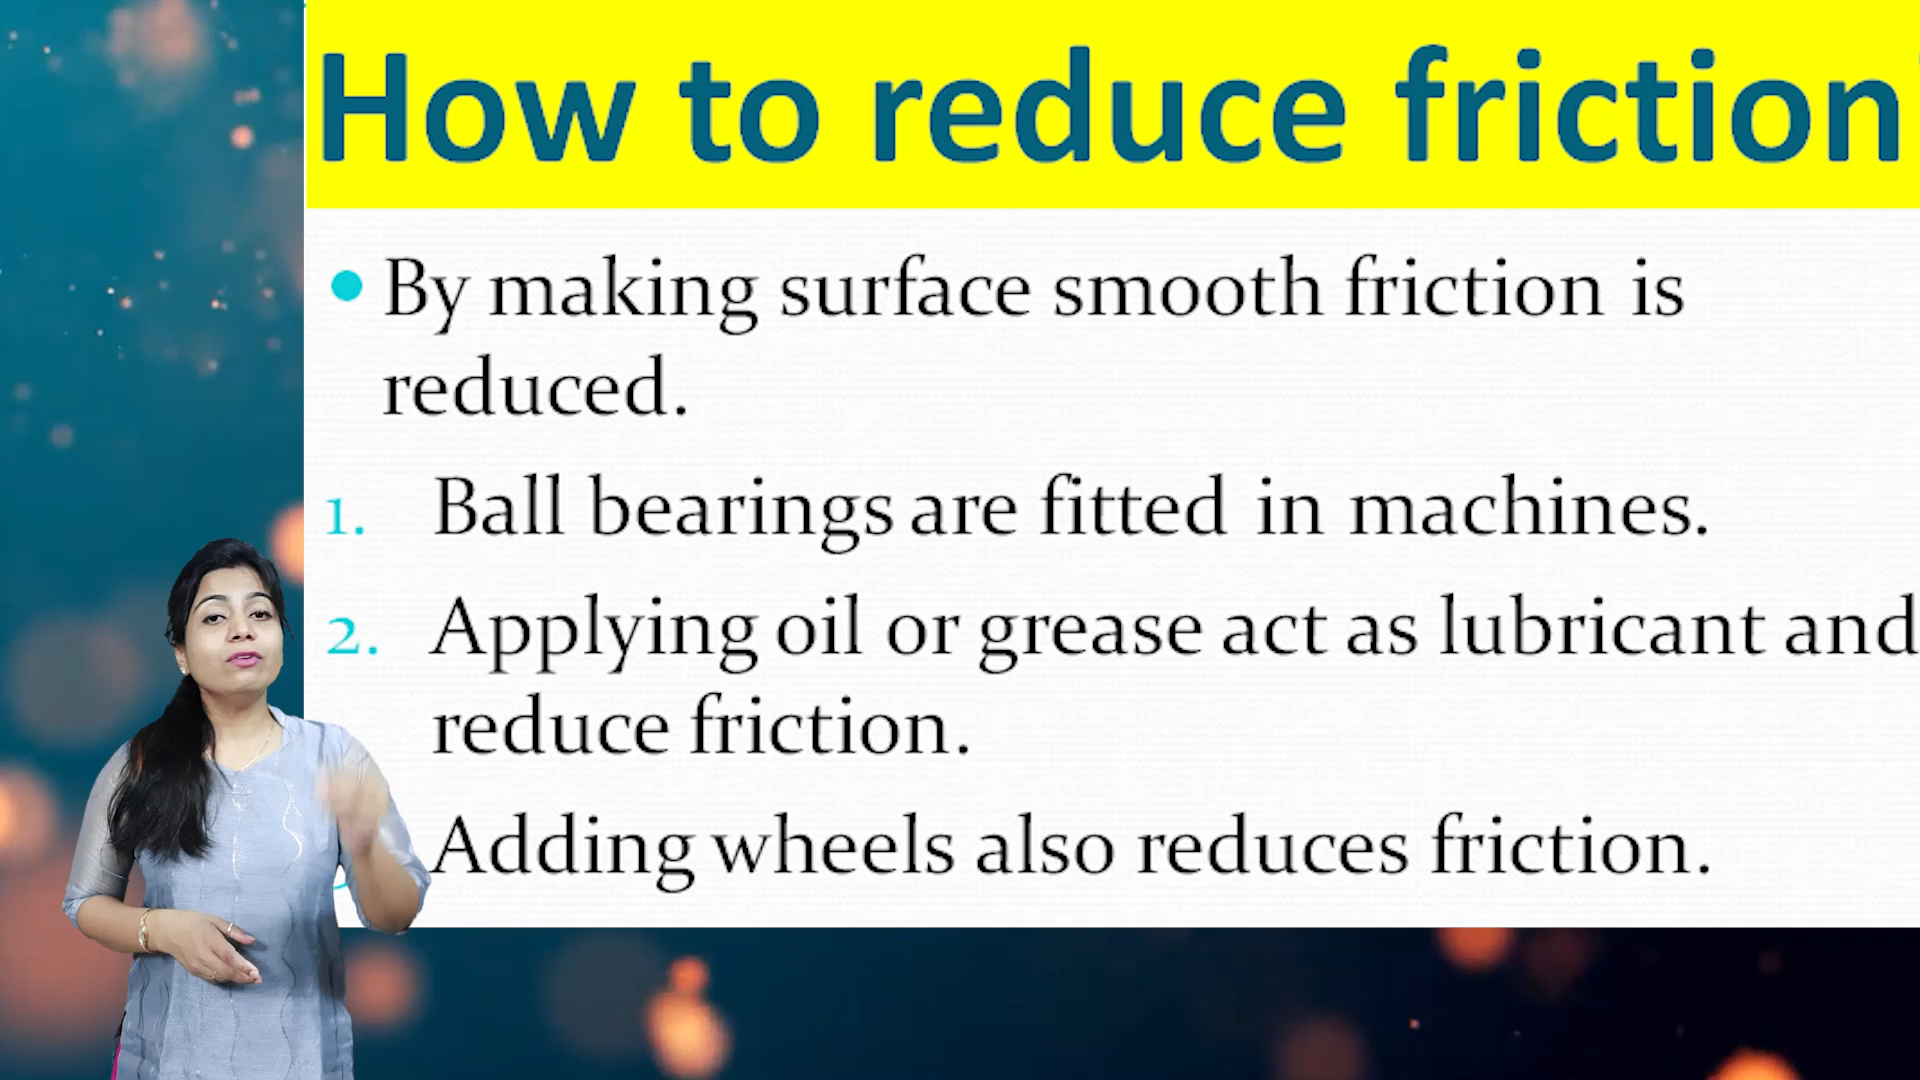 How to reduce friction
• By making surface smooth friction is
reduced.
1. Ball bearings are fitted in machines.
2. Applying oil or grease act as lubricant and
reduce friction.
Adding wheels also reduces friction.